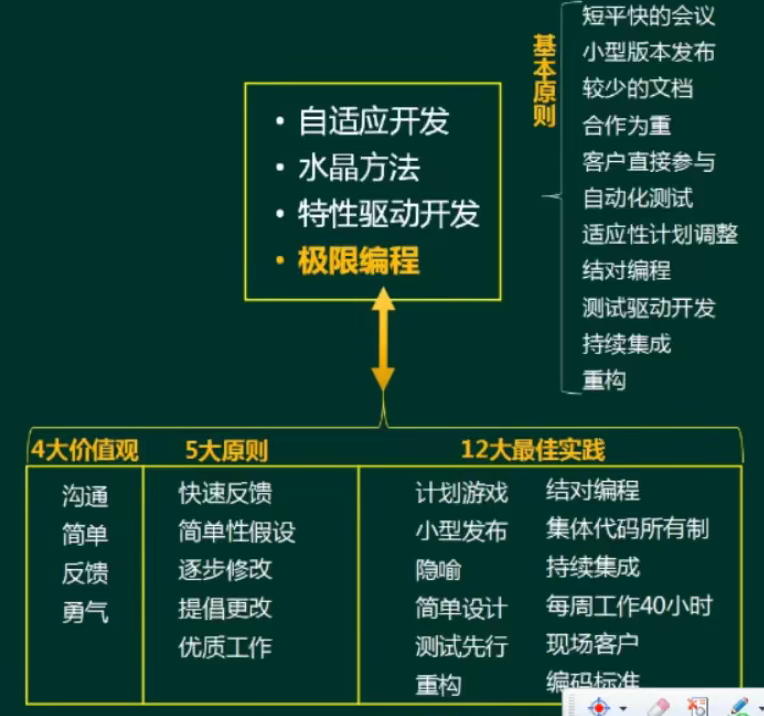 • 自适应开发
• 水晶方法
• 特性驱动开发
• 极限编程
基本原则
短平快的会议
小型版本发布
较少的文档
合作为重
客户直接参与
自动化测试
适应性计划调整
结对编程
测试驱动开发
持续集成
重构
4大价值观
沟通
简单
反馈
勇气
5大原则
快速反馈
简单性假设
逐步修改
提倡更改
优质工作
12大最佳实践
计划游戏
小型发布
隐喻
简单设计
测试先行
重构
结对编程
集体代码所有制
持续集成
每周工作40小时
现场客户
编码标准